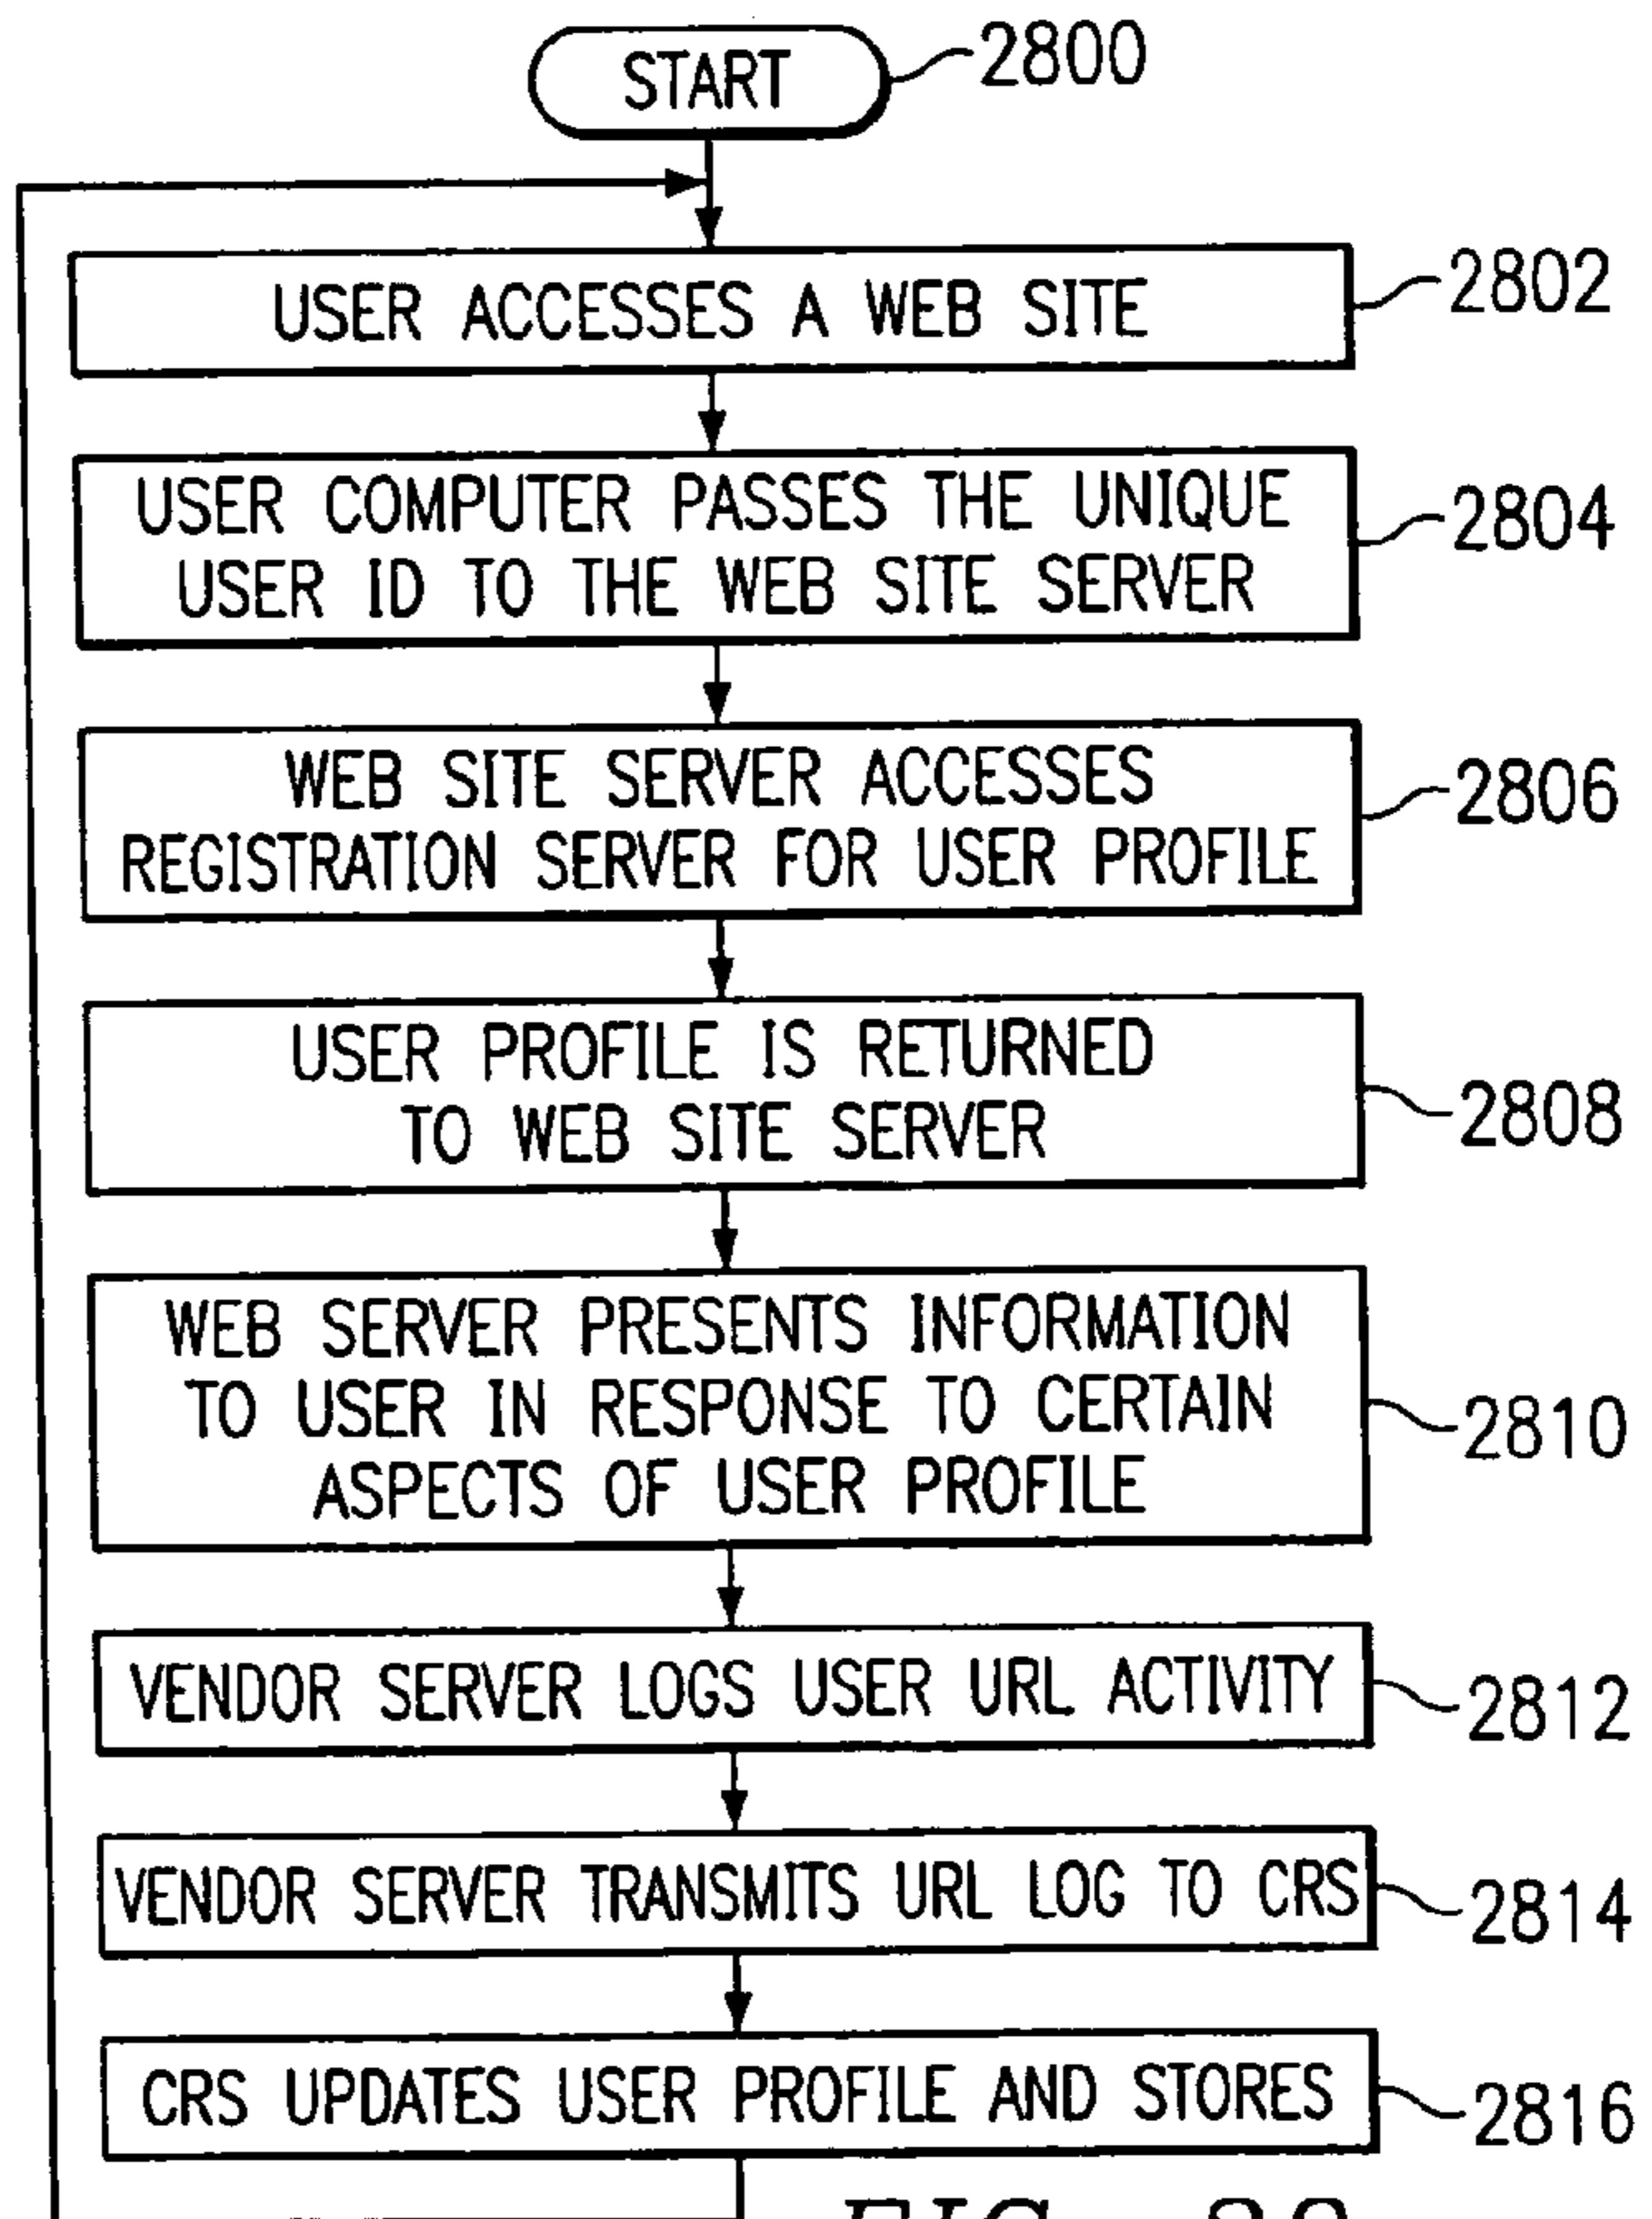 START
2800
USER ACCESSES A WEB SITE
2802
USER COMPUTER PASSES THE UNIQUE
USER ID TO THE WEB SITE SERVER
2804
WEB SITE SERVER ACCESSES
REGISTRATION SERVER FOR USER PROFILE
2806
USER PROFILE IS RETURNED
TO WEB SITE SERVER
2808
WEB SERVER PRESENTS INFORMATION
TO USER IN RESPONSE TO CERTAIN
ASPECTS OF USER PROFILE
2810
VENDOR SERVER LOGS USER URL ACTIVITY
2812
VENDOR SERVER TRANSMITS URL LOG TO CRS
2814
CRS UPDATES USER PROFILE AND STORES
2816